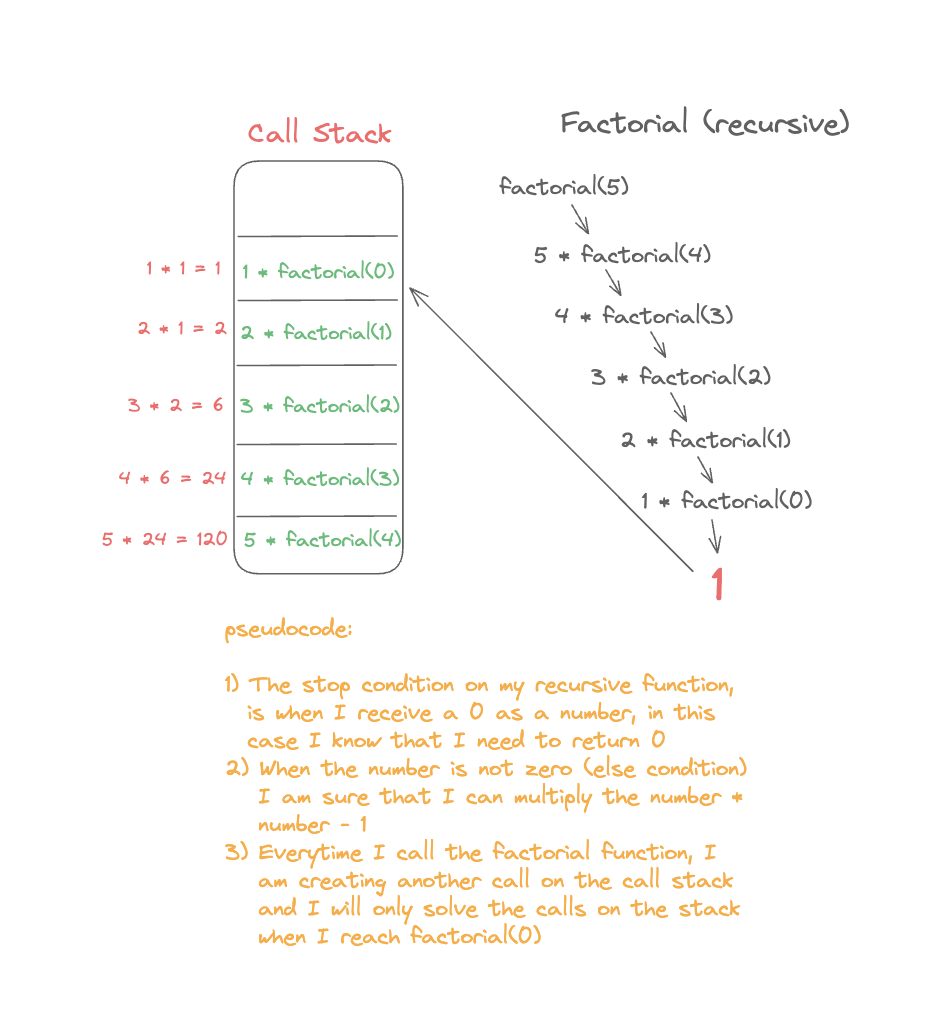 Call Stack
1 * 1 = 1
1 * factorial(0)
2 * 1 = 2
2 * factorial(1)
3 * 2 = 6
3 * factorial(2)
4 * 6 = 24
4 * factorial(3)
5 * 24 = 120
5 * factorial(4)
Factorial (recursive)
factorial(5)
5 * factorial(4)
4 * factorial(3)
3 * factorial(2)
2 * factorial(1)
1 * factorial(0)
1
pseudocode:
1) The stop condition on my recursive function,
is when I receive a 0 as a number, in this
case I know that I need to return 0
2) When the number is not zero (else condition)
I am sure that I can multiply the number *
number - 1
3) Everytime I call the factorial function, I
am creating another call on the call stack
and I will only solve the calls on the stack
when I reach factorial(0)